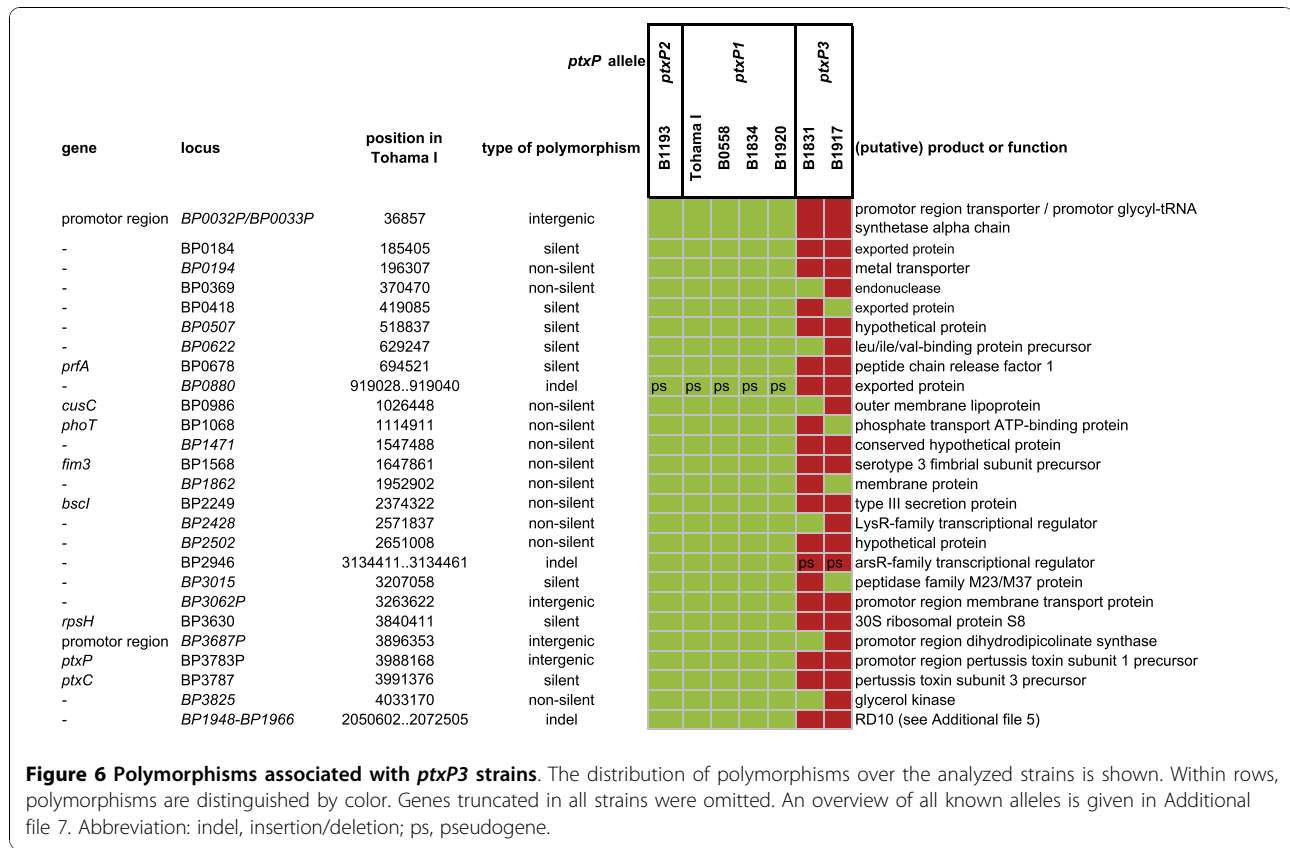 ptxP allele ptxP2 ptxP1 ptxP3
gene locus position in Tohama I type of polymorphism B1193 Tohama I B0558 B1834 B1920 B1831 B1917 (putative) product or function
promotor region BP0032P/BP0033P 36857 intergenic promotor region transporter / promotor glycyl-tRNA synthetase alpha chain
- BP0184 185405 silent exported protein
- BP0194 196307 non-silent metal transporter
- BP0369 370470 non-silent endonuclease
- BP0418 419085 silent exported protein
- BP0507 518837 silent hypothetical protein
- BP0622 629247 silent leu/ile/val-binding protein precursor
prfA BP0678 694521 silent peptide chain release factor 1
- BP0880 919028..919040 indel ps ps ps ps ps exported protein
cusC BP0986 1026448 non-silent outer membrane lipoprotein
phoT BP1068 1114911 non-silent phosphate transport ATP-binding protein
- BP1471 1547488 non-silent conserved hypothetical protein
fim3 BP1568 1647861 non-silent serotype 3 fimbrial subunit precursor
- BP1862 1952902 non-silent membrane protein
bscI BP2249 2374322 non-silent type III secretion protein
- BP2428 2571837 non-silent LysR-family transcriptional regulator
- BP2502 2651008 non-silent hypothetical protein
- BP2946 3134411..3134461 indel ps ps arsR-family transcriptional regulator
- BP3015 3207058 silent peptidase family M23/M37 protein
- BP3062P 3263622 intergenic promotor region membrane transport protein
rpsH BP3630 3840411 silent 30S ribosomal protein S8
promotor region BP3687P 3896353 intergenic promotor region dihydrodipicolinate synthase
ptxP BP3783P 3988168 intergenic promotor region pertussis toxin subunit 1 precursor
ptxC BP3787 3991376 silent pertussis toxin subunit 3 precursor
- BP3825 4033170 non-silent glycerol kinase
- BP1948-BP1966 2050602..2072505 indel RD10 (see Additional file 5)
Figure 6 Polymorphisms associated with ptxP3 strains. The distribution of polymorphisms over the analyzed strains is shown. Within rows,
polymorphisms are distinguished by color. Genes truncated in all strains were omitted. An overview of all known alleles is given in Additional
file 7. Abbreviation: indel, insertion/deletion; ps, pseudogene.